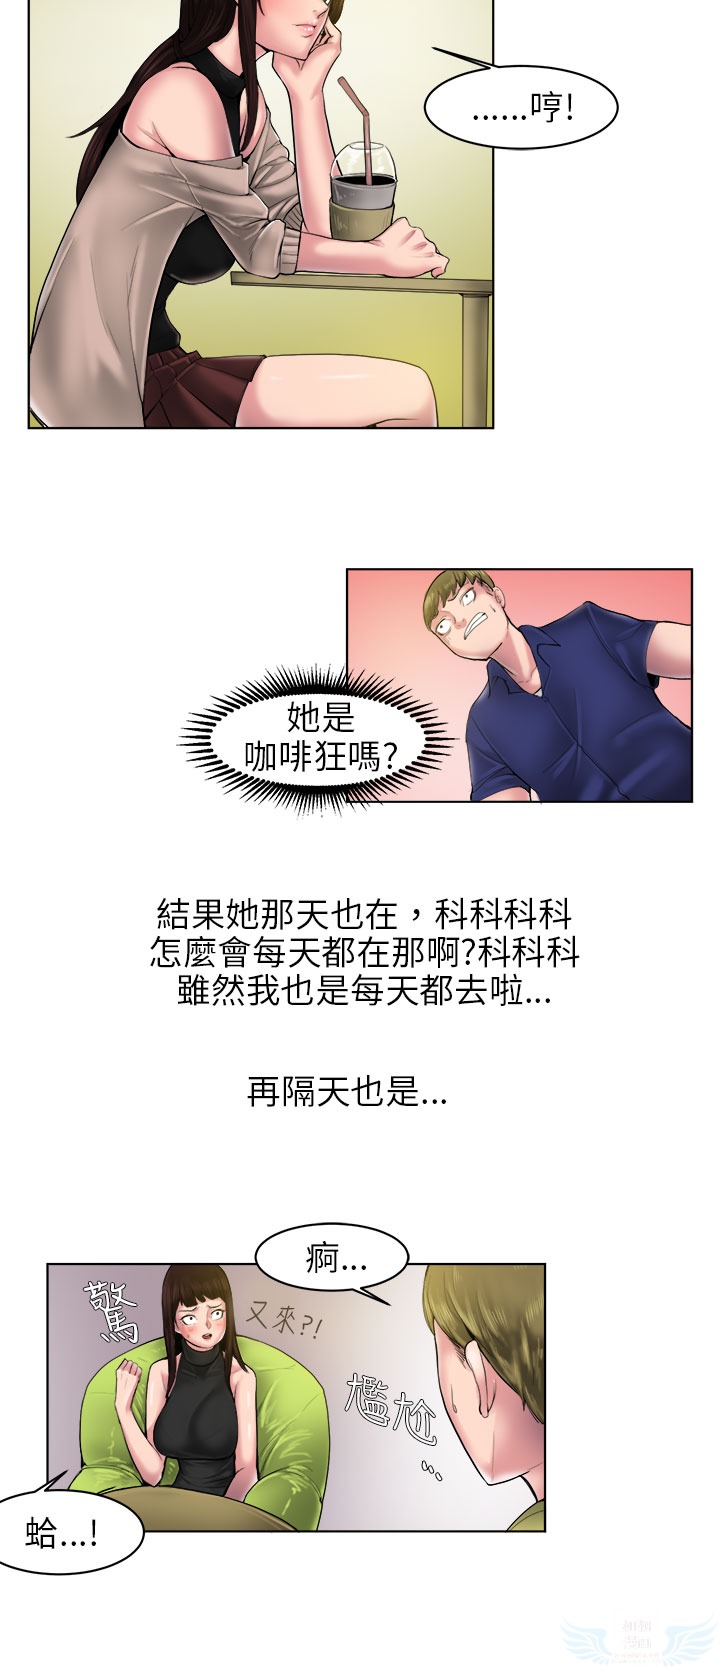 ......哼!
她是
咖啡狂嗎?
結果她那天也在，科科科科
怎麼會每天都在那啊?科科科
雖然我也是每天都去啦...
再隔天也是...
痾...
驚
又來?!
尷尬...
蛤...!